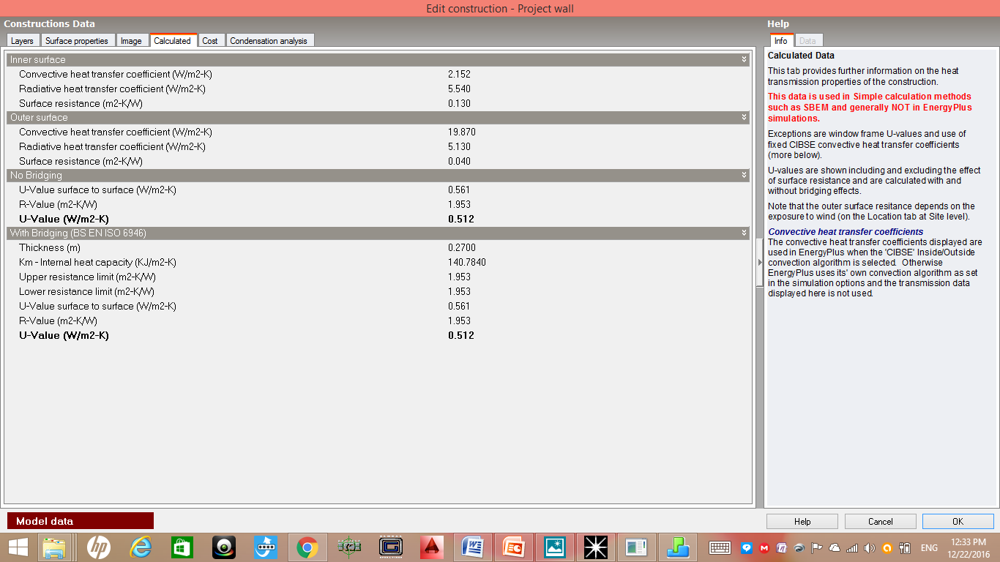 Edit construction - Project wall
Constructions Data
Layers Surface properties Image Calculated Cost Condensation analysis
Inner surface
Convective heat transfer coefficient (W/m2-K) 2.152
Radiative heat transfer coefficient (W/m2-K) 5.540
Surface resistance (m2-K/W) 0.130
Outer surface
Convective heat transfer coefficient (W/m2-K) 19.870
Radiative heat transfer coefficient (W/m2-K) 5.130
Surface resistance (m2-K/W) 0.040
No Bridging
U-Value surface to surface (W/m2-K) 0.561
R-Value (m2-K/W) 1.953
U-Value (W/m2-K) 0.512
With Bridging (BS EN ISO 6946)
Thickness (m) 0.2700
Km - Internal heat capacity (KJ/m2-K) 140.7840
Upper resistance limit (m2-K/W) 1.953
Lower resistance limit (m2-K/W) 1.953
U-Value surface to surface (W/m2-K) 0.561
R-Value (m2-K/W) 1.953
U-Value (W/m2-K) 0.512
Model data
Help
Info Data
Calculated Data
This tab provides further information on the heat
transmission properties of the construction.
This data is used in Simple calculation methods
such as SBEM and generally NOT in EnergyPlus
simulations.
Exceptions are window frame U-values and use of
fixed CIBSE convective heat transfer coefficients
(more below).
U-values are shown including and excluding the effect
of surface resistance and are calculated with and
without bridging effects.
Note that the outer surface resitance depends on the
exposure to wind (on the Location tab at Site level).
Convective heat transfer coefficients
The convective heat transfer coefficients displayed are
used in EnergyPlus when the 'CIBSE' Inside/Outside
convection algorithm is selected. Otherwise
EnergyPlus uses its' own convection algorithm as set
in the simulation options and the transmission data
displayed here is not used.
Help Cancel OK
hp
ENG
12:33 PM
12/22/2016